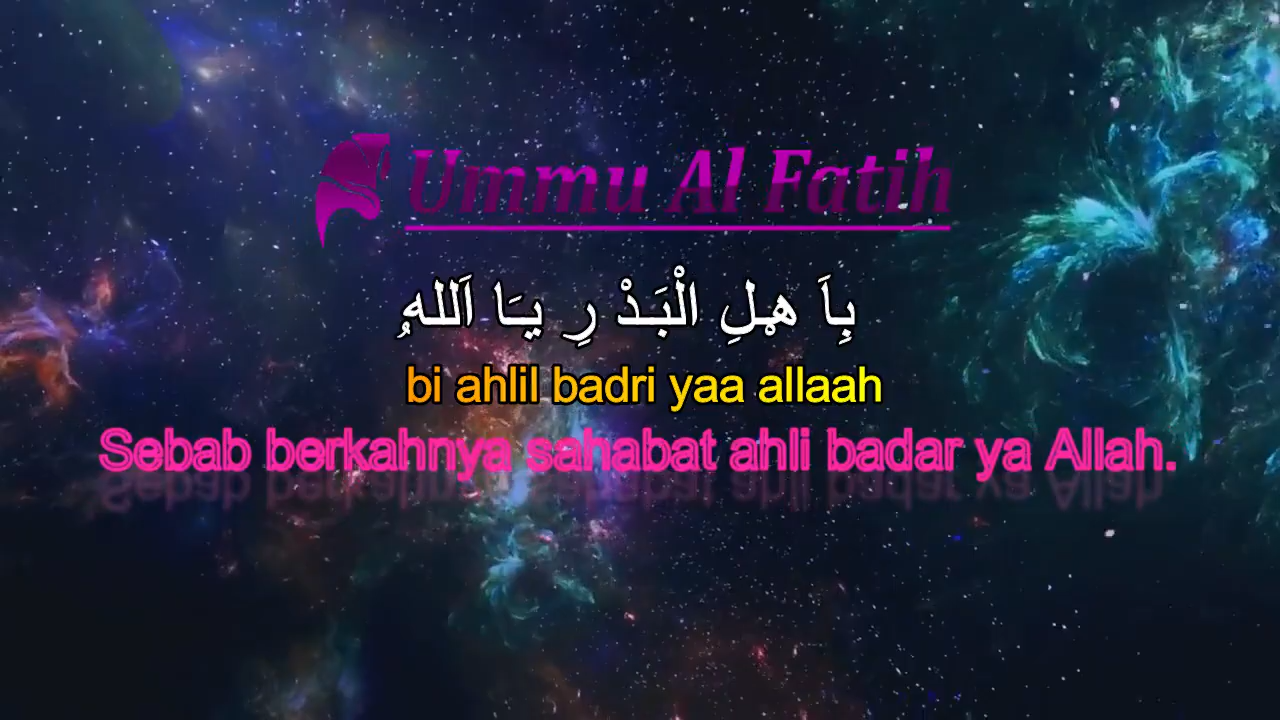 Ummu Al Fatih
بِاَ هْلِ الْبَدْ رِ يَا اَللهُ
bi ahlil badri yaa allaah
Sebab berkahnya sahabat ahli badar ya Allah.